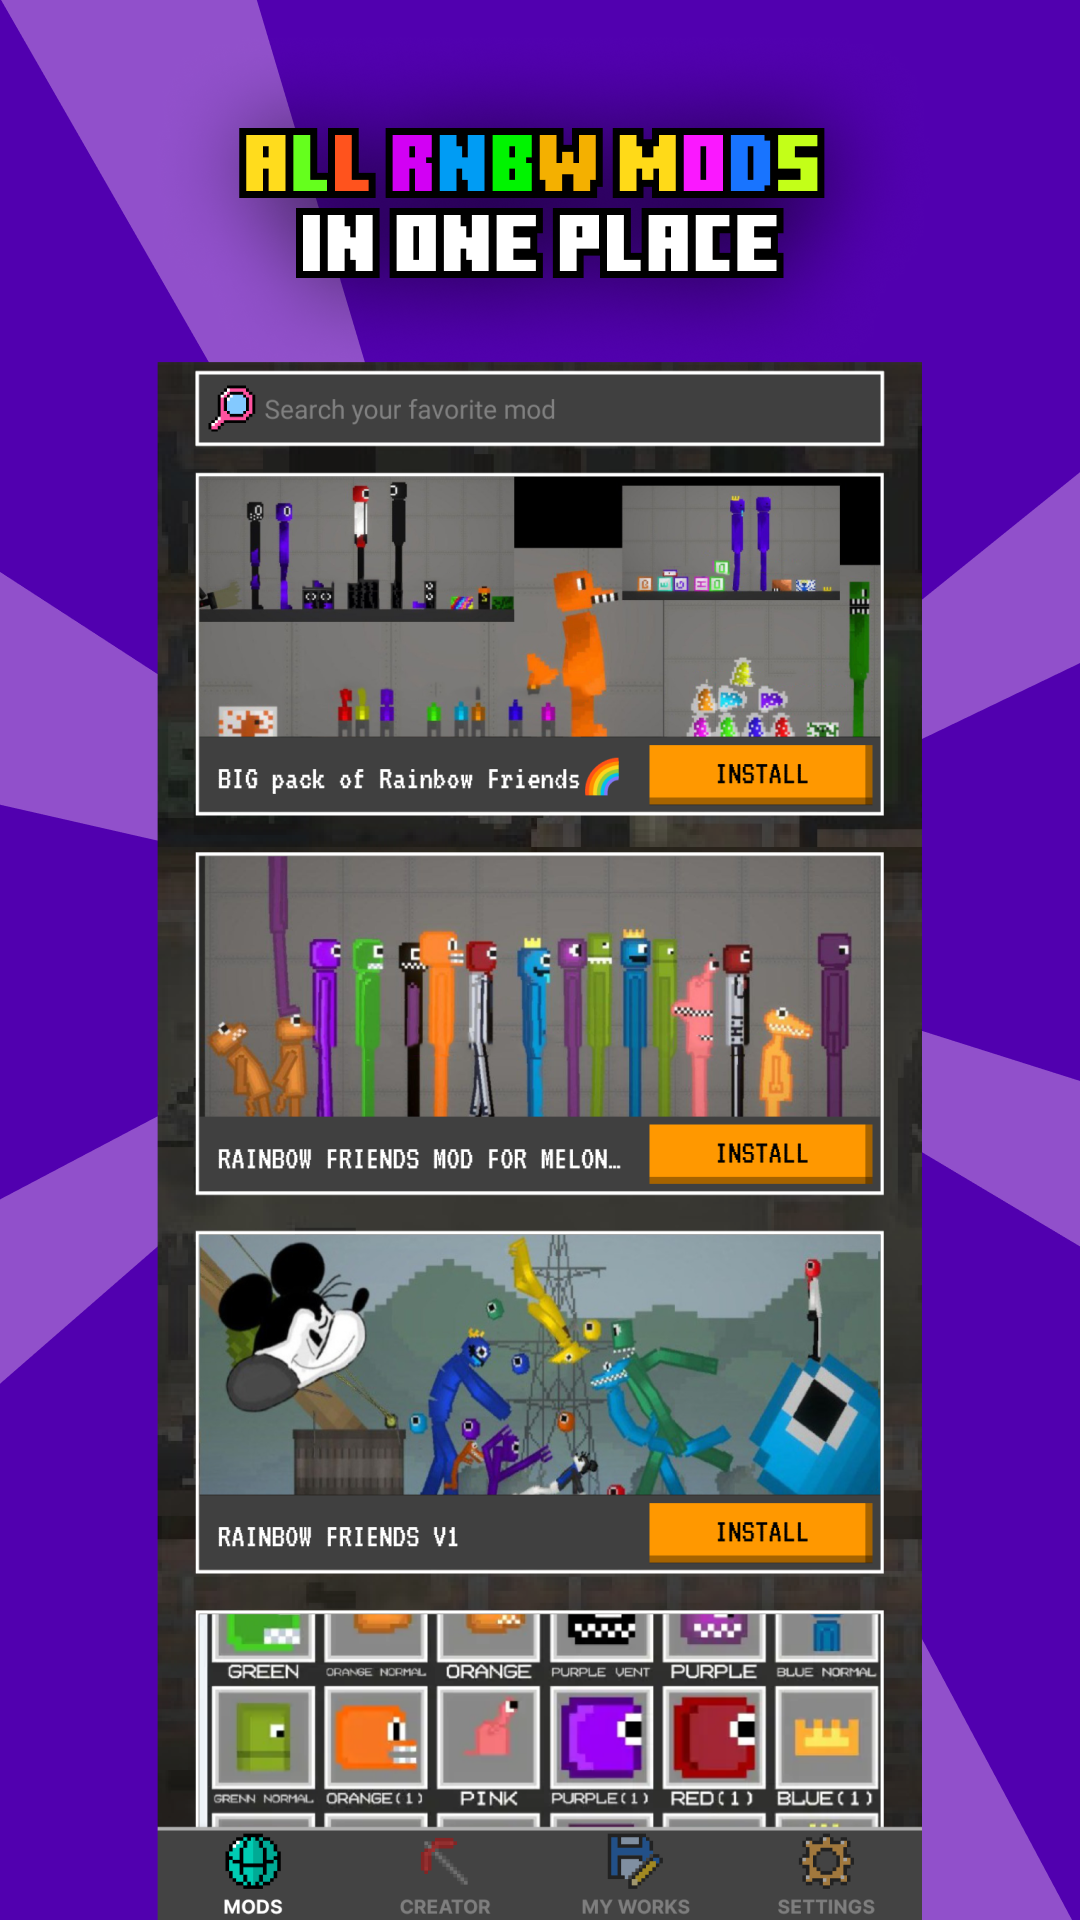 ALL RNBW MODS
IN ONE PLACE
Search your favorite mod
BIG pack of Rainbow Friends🌈
INSTALL
RAINBOW FRIENDS MOD FOR MELON…
INSTALL
RAINBOW FRIENDS V1
INSTALL
GREEN
ORANGE NORMAL
ORANGE
PURPLE VENT
PURPLE
BLUE NORMAL
GRENN NORMAL
ORANGE(1)
PINK
PURPLE(1)
RED(1)
BLUE(1)
MODS
CREATOR
MY WORKS
SETTINGS